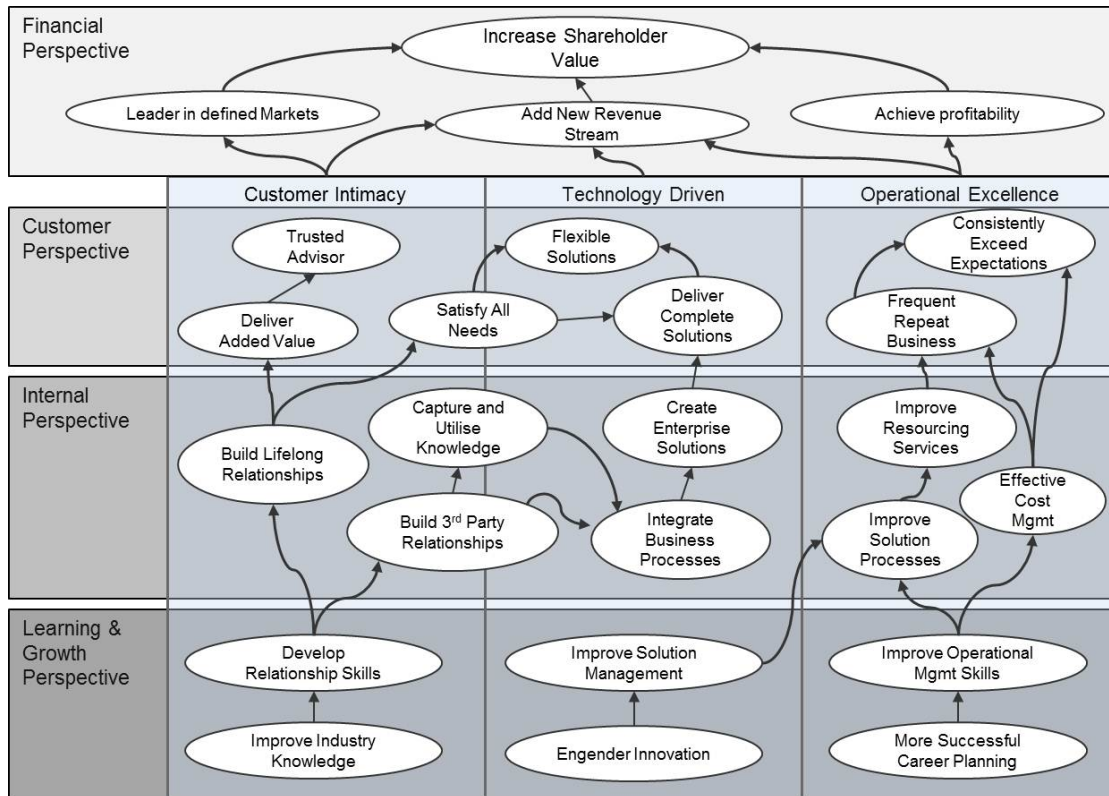 Financial
Perspective
Increase Shareholder
Value
Leader in defined Markets
Add New Revenue
Stream
Achieve profitability
Customer Intimacy
Technology Driven
Operational Excellence
Customer
Perspective
Trusted
Advisor
Flexible
Solutions
Consistently
Exceed
Expectations
Deliver
Added Value
Satisfy All
Needs
Deliver
Complete
Solutions
Frequent
Repeat
Business
Internal
Perspective
Capture and
Utilise Knowledge
Create
Enterprise
Solutions
Improve
Resourcing
Services
Build Lifelong
Relationships
Effective
Cost
Mgmt
Build 3rd Party
Relationships
Integrate
Business
Processes
Improve
Solution
Processes
Learning &
Growth
Perspective
Develop
Relationship Skills
Improve Solution
Management
Improve Operational
Mgmt Skills
Improve Industry
Knowledge
Engender Innovation
More Successful
Career Planning